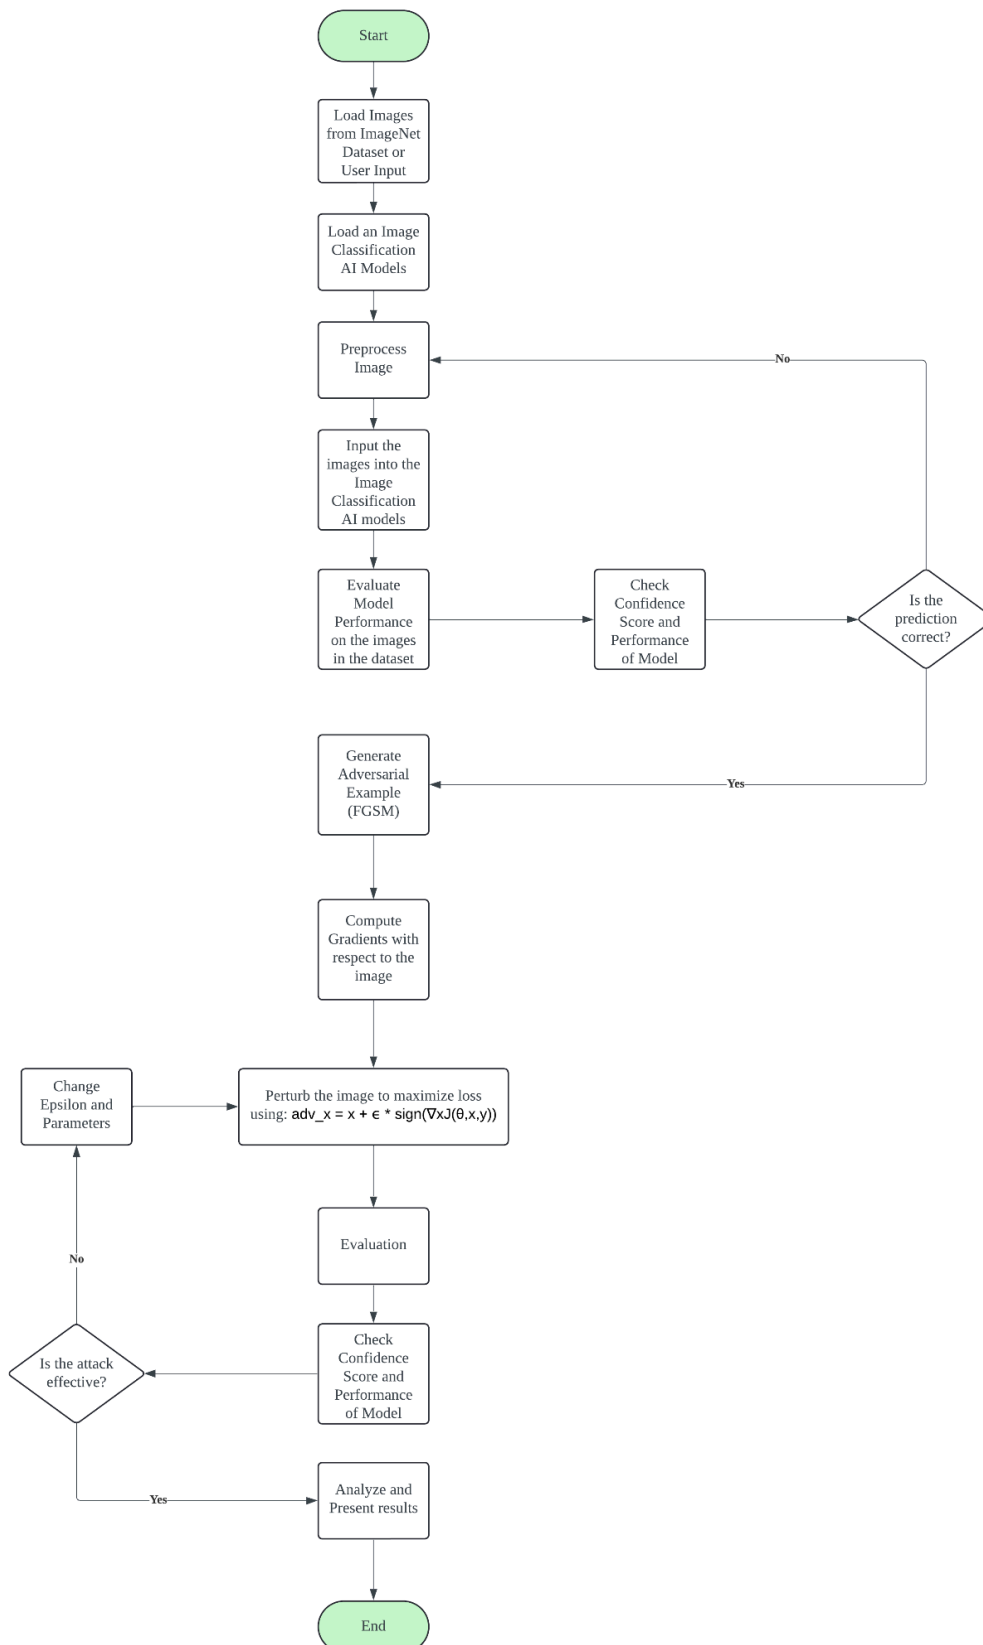 Start
Load Images
from ImageNet
Dataset or
User Input
Load an Image
Classification
AI Models
Preprocess
Image
No
Input the
images into the
Image
Classification
AI models
Evaluate
Model
Performance
on the images
in the dataset
Check
Confidence
Score and
Performance
of Model
Is the
prediction
correct?
Generate
Adversarial
Example
(FGSM)
Yes
Compute
Gradients with
respect to the
image
Change
Epsilon and
Parameters
Perturb the image to maximize loss
using: adv_x = x + ϵ * sign(∇xJ(θ,x,y))
Evaluation
No
Check
Confidence
Score and
Performance
of Model
Is the attack
effective?
Yes
Analyze and
Present results
End